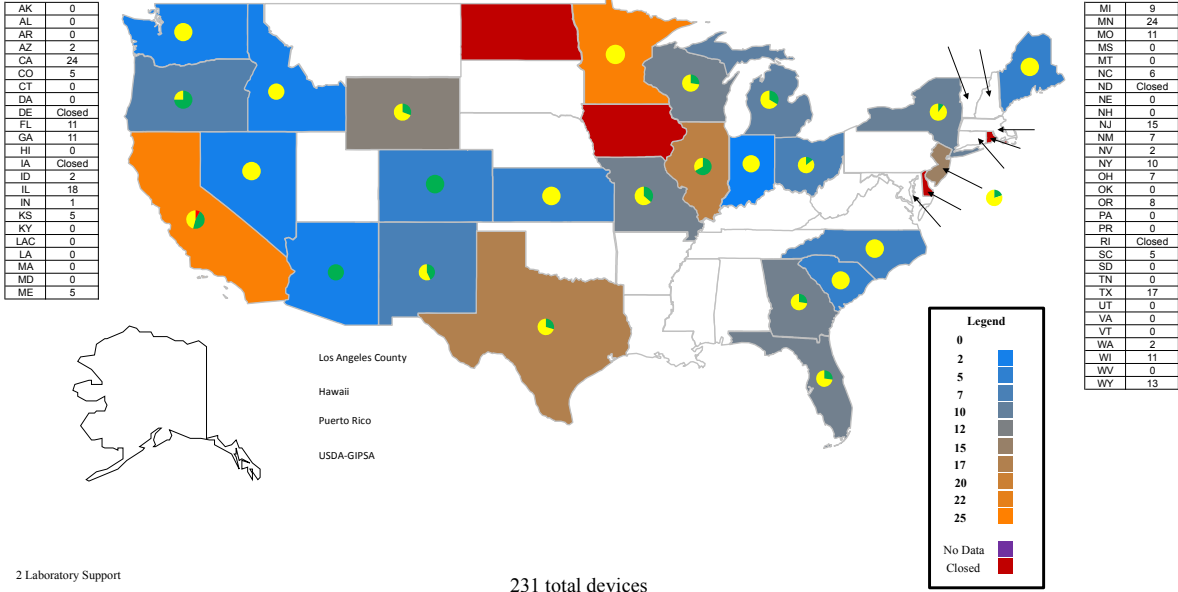 AK 0
AL 0
AR 0
AZ 2
CA 24
CO 5
CT 0
DA 0
DE Closed
FL 11
GA 11
HI 0
IA Closed
ID 2
IL 18
IN 1
KS 5
KY 0
LAC 0
LA 0
MA 0
MD 0
ME 5
MI 9
MN 24
MO 11
MS 0
MT 0
NC 6
ND Closed
NE 0
NH 0
NJ 15
NM 7
NV 2
NY 10
OH 7
OK 0
OR 8
PA 0
PR 0
RI Closed
SC 5
SD 0
TN 0
TX 17
UT 0
VA 0
VT 0
WA 2
WI 11
WV 0
WY 13
Los Angeles County
Hawaii
Puerto Rico
USDA-GIPSA
Legend
0
2
5
7
10
12
15
17
20
22
25
No Data
Closed
2 Laboratory Support
231 total devices